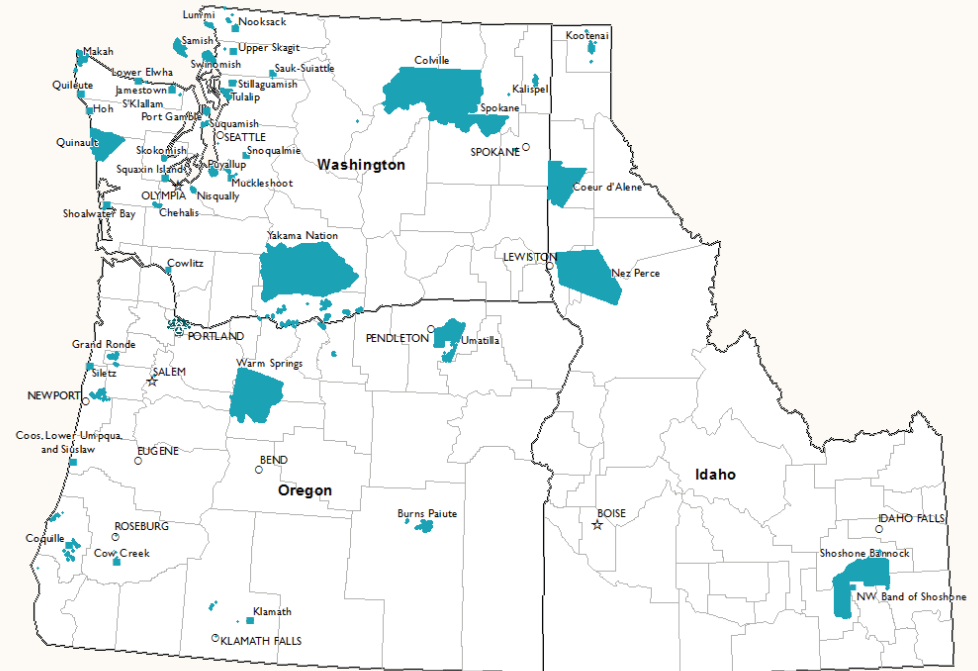 Lummi
Nooksack
Kootenai
Samish
Upper Skagit
Makah
Swinomish
Colville
Sauk-Suiattle
Lower Elwha
Quileute
Jamestown
S'Klallam
Stillaguamish
Tulalip
Kalispel
Hoh
Port Gamble
Spokane
Suquamish
SEATTLE
Quinault
Skokomish
Snoqualmie
SPOKANE
Washington
Squaxin Island
Puyallup
Muckleshoot
Coeur d'Alene
OLYMPIA
Nisqually
Shoalwater Bay
Chehalis
Yakama Nation
Cowlitz
LEWISTON
Nez Perce
PORTLAND
PENDLETON
Umatilla
Grand Ronde
Siletz
SALEM
Warm Springs
NEWPORT
Coos, Lower Umpqua,
and Siuslaw
EUGENE
BEND
Oregon
Idaho
Burns Paiute
BOISE
IDAHO FALLS
ROSEBURG
Coquille
Cow Creek
Shoshone Bannock
NW Band of Shoshone
Klamath
KLAMATH FALLS